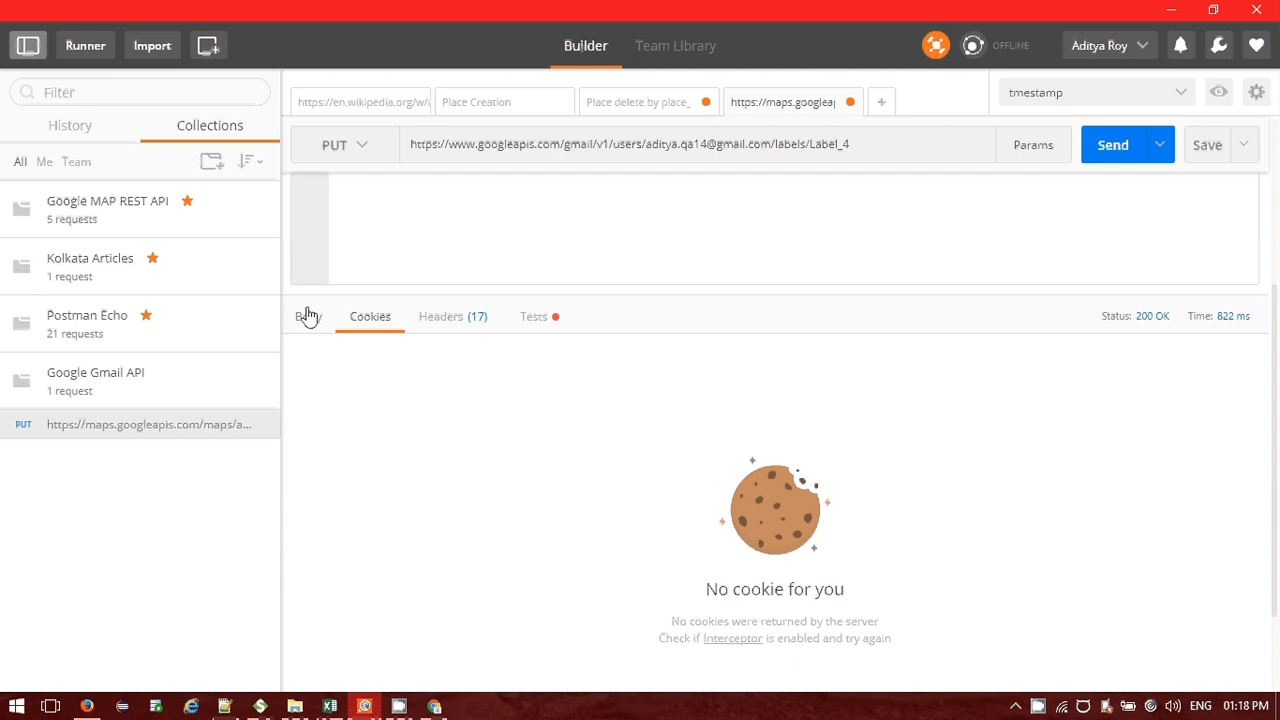 Runner
Import
Builder
Team Library
OFFLINE
Aditya Roy
Filter
https://en.wikipedia.org/w/a
Place Creation
Place delete by place_
https://maps.googleap
+
tmestamp
History
Collections
PUT
https://www.googleapis.com/gmail/v1/users/aditya.qa14@gmail.com/labels/Label_4
Params
Send
Save
All Me Team
Google MAP REST API
5 requests
Kolkata Articles
1 request
Postman Echo
21 requests
Google Gmail API
1 request
PUT https://maps.googleapis.com/maps/a...
Cookies
Headers (17)
Tests
Status: 200 OK
Time: 822 ms
No cookie for you
No cookies were returned by the server
Check if Interceptor is enabled and try again
ENG
01:18 PM